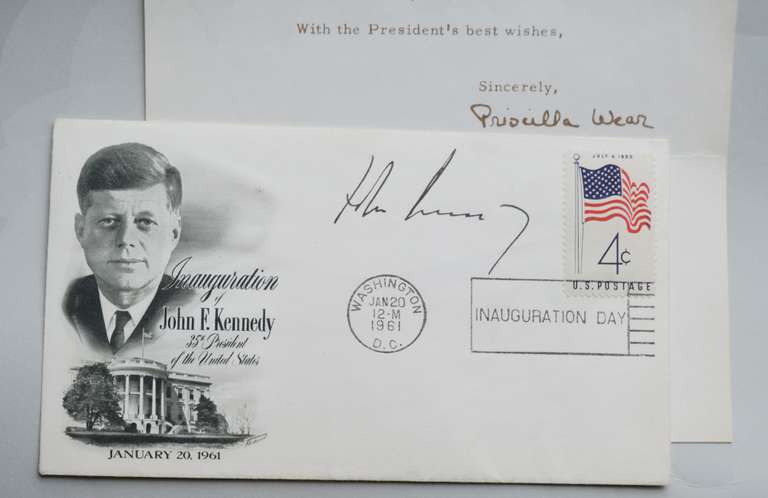 With the President's best wishes,
Sincerely,
Priscilla Wear
JULY 4, 1960
4¢
U.S. POSTAGE
WASHINGTON
JAN 20
12-M
1961
D.C.
INAUGURATION DAY
Inauguration
of
John F. Kennedy
35th President
of the United States
JANUARY 20, 1961